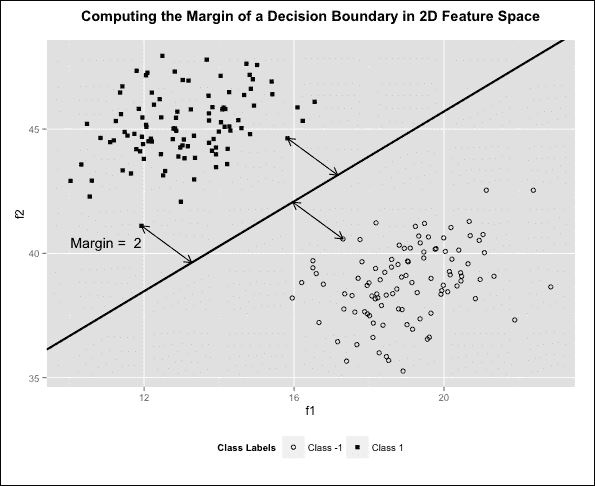 Computing the Margin of a Decision Boundary in 2D Feature Space
45
40
35
f2
Margin = 2
12
16
20
f1
Class Labels
Class -1
Class 1